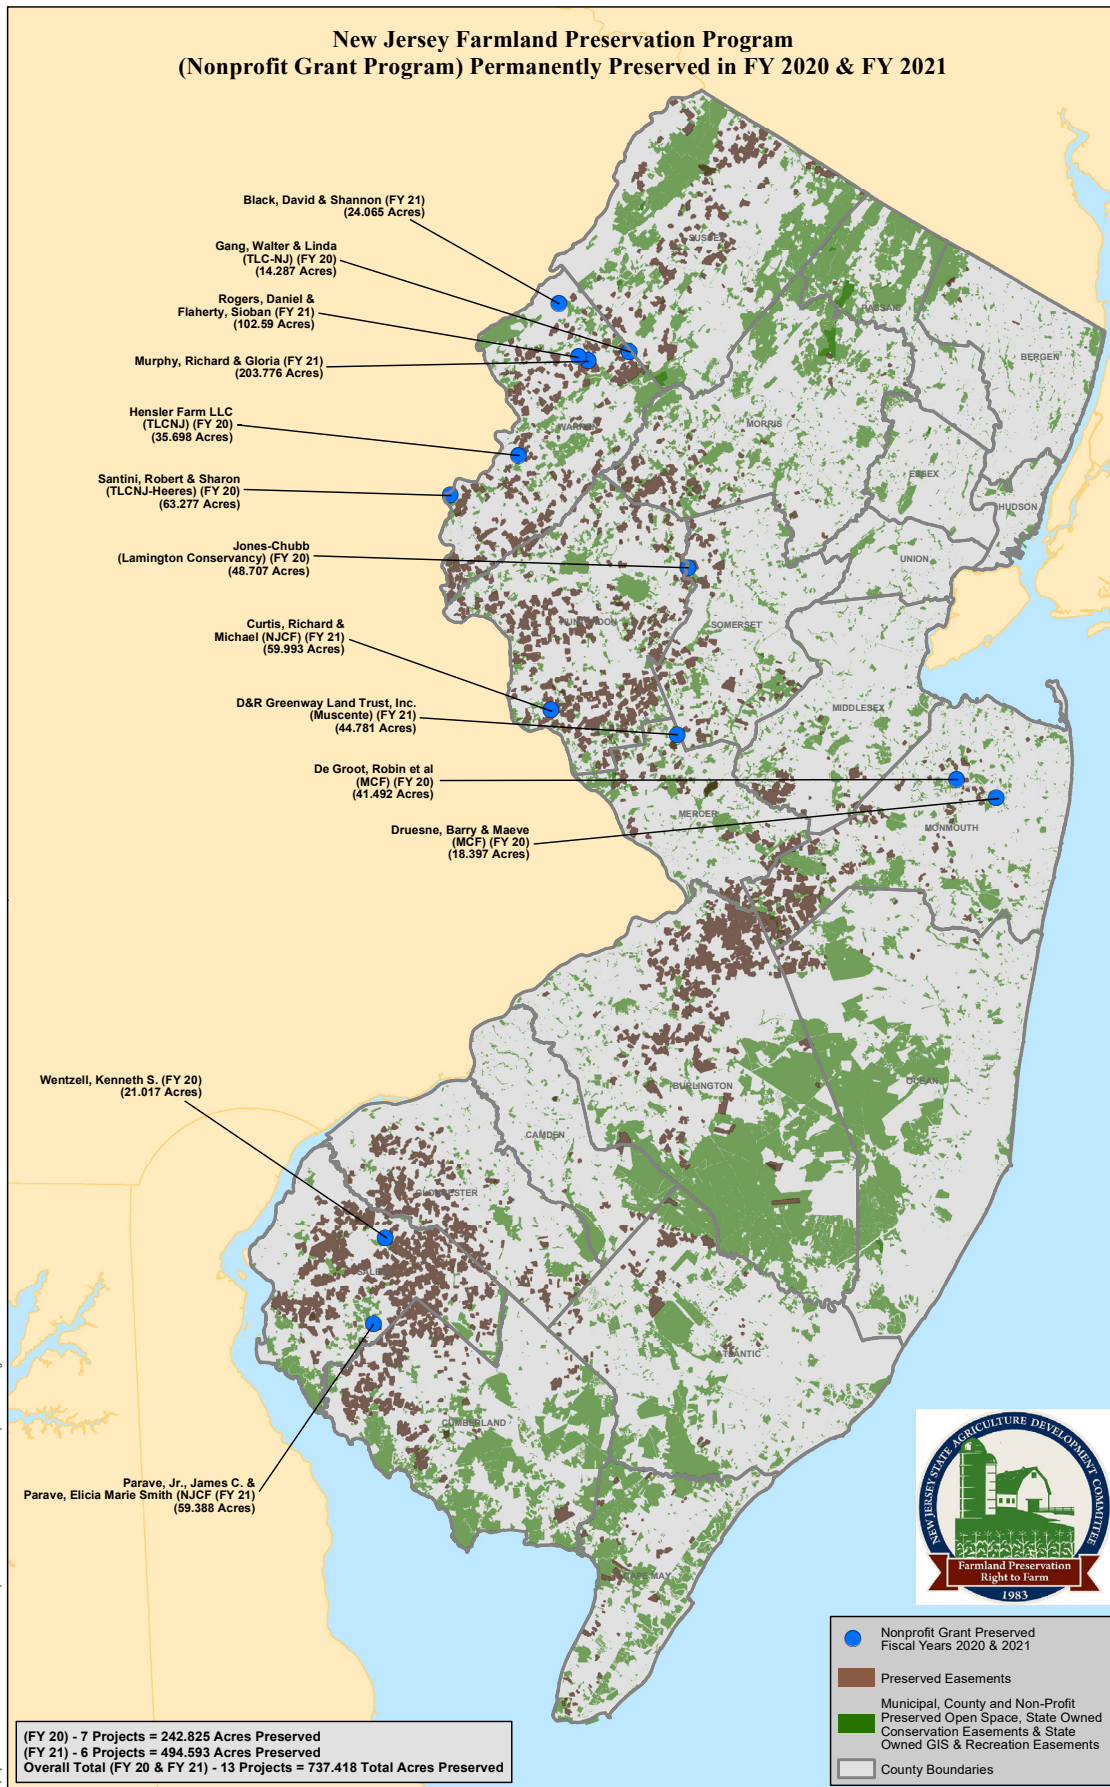 New Jersey Farmland Preservation Program
(Nonprofit Grant Program) Permanently Preserved in FY 2020 & FY 2021
Black, David & Shannon (FY 21)
(24.065 Acres)
Gang, Walter & Linda
(TLC-NJ) (FY 20)
(14.287 Acres)
Rogers, Daniel &
Flaherty, Sioban (FY 21)
(102.59 Acres)
Murphy, Richard & Gloria (FY 21)
(203.776 Acres)
Hensler Farm LLC
(TLCNJ) (FY 20)
(35.698 Acres)
Santini, Robert & Sharon
(TLCNJ-Heeres) (FY 20)
(63.277 Acres)
Jones-Chubb
(Lamington Conservancy) (FY 20)
(48.707 Acres)
Curtis, Richard &
Michael (NJCF) (FY 21)
(59.993 Acres)
D&R Greenway Land Trust, Inc.
(Muscente) (FY 21)
(44.781 Acres)
De Groot, Robin et al
(MCF) (FY 20)
(41.492 Acres)
Druesne, Barry & Maeve
(MCF) (FY 20)
(18.397 Acres)
Wentzell, Kenneth S. (FY 20)
(21.017 Acres)
Parave, Jr., James C. &
Parave, Elicia Marie Smith (NJCF (FY 21)
(59.388 Acres)
SUSSEX
PASSAIC
BERGEN
WARREN
MORRIS
ESSEX
HUDSON
UNION
HUNTERDON
SOMERSET
MIDDLESEX
MERCER
MONMOUTH
BURLINGTON
OCEAN
CAMDEN
GLOUCESTER
SALEM
ATLANTIC
CUMBERLAND
CAPE MAY
NEW JERSEY STATE AGRICULTURE DEVELOPMENT COMMITTEE
Farmland Preservation
Right to Farm
1983
Nonprofit Grant Preserved
Fiscal Years 2020 & 2021
Preserved Easements
Municipal, County and Non-Profit
Preserved Open Space, State Owned
Conservation Easements & State
Owned GIS & Recreation Easements
County Boundaries
(FY 20) - 7 Projects = 242.825 Acres Preserved
(FY 21) - 6 Projects = 494.593 Acres Preserved
Overall Total (FY 20 & FY 21) - 13 Projects = 737.418 Total Acres Preserved